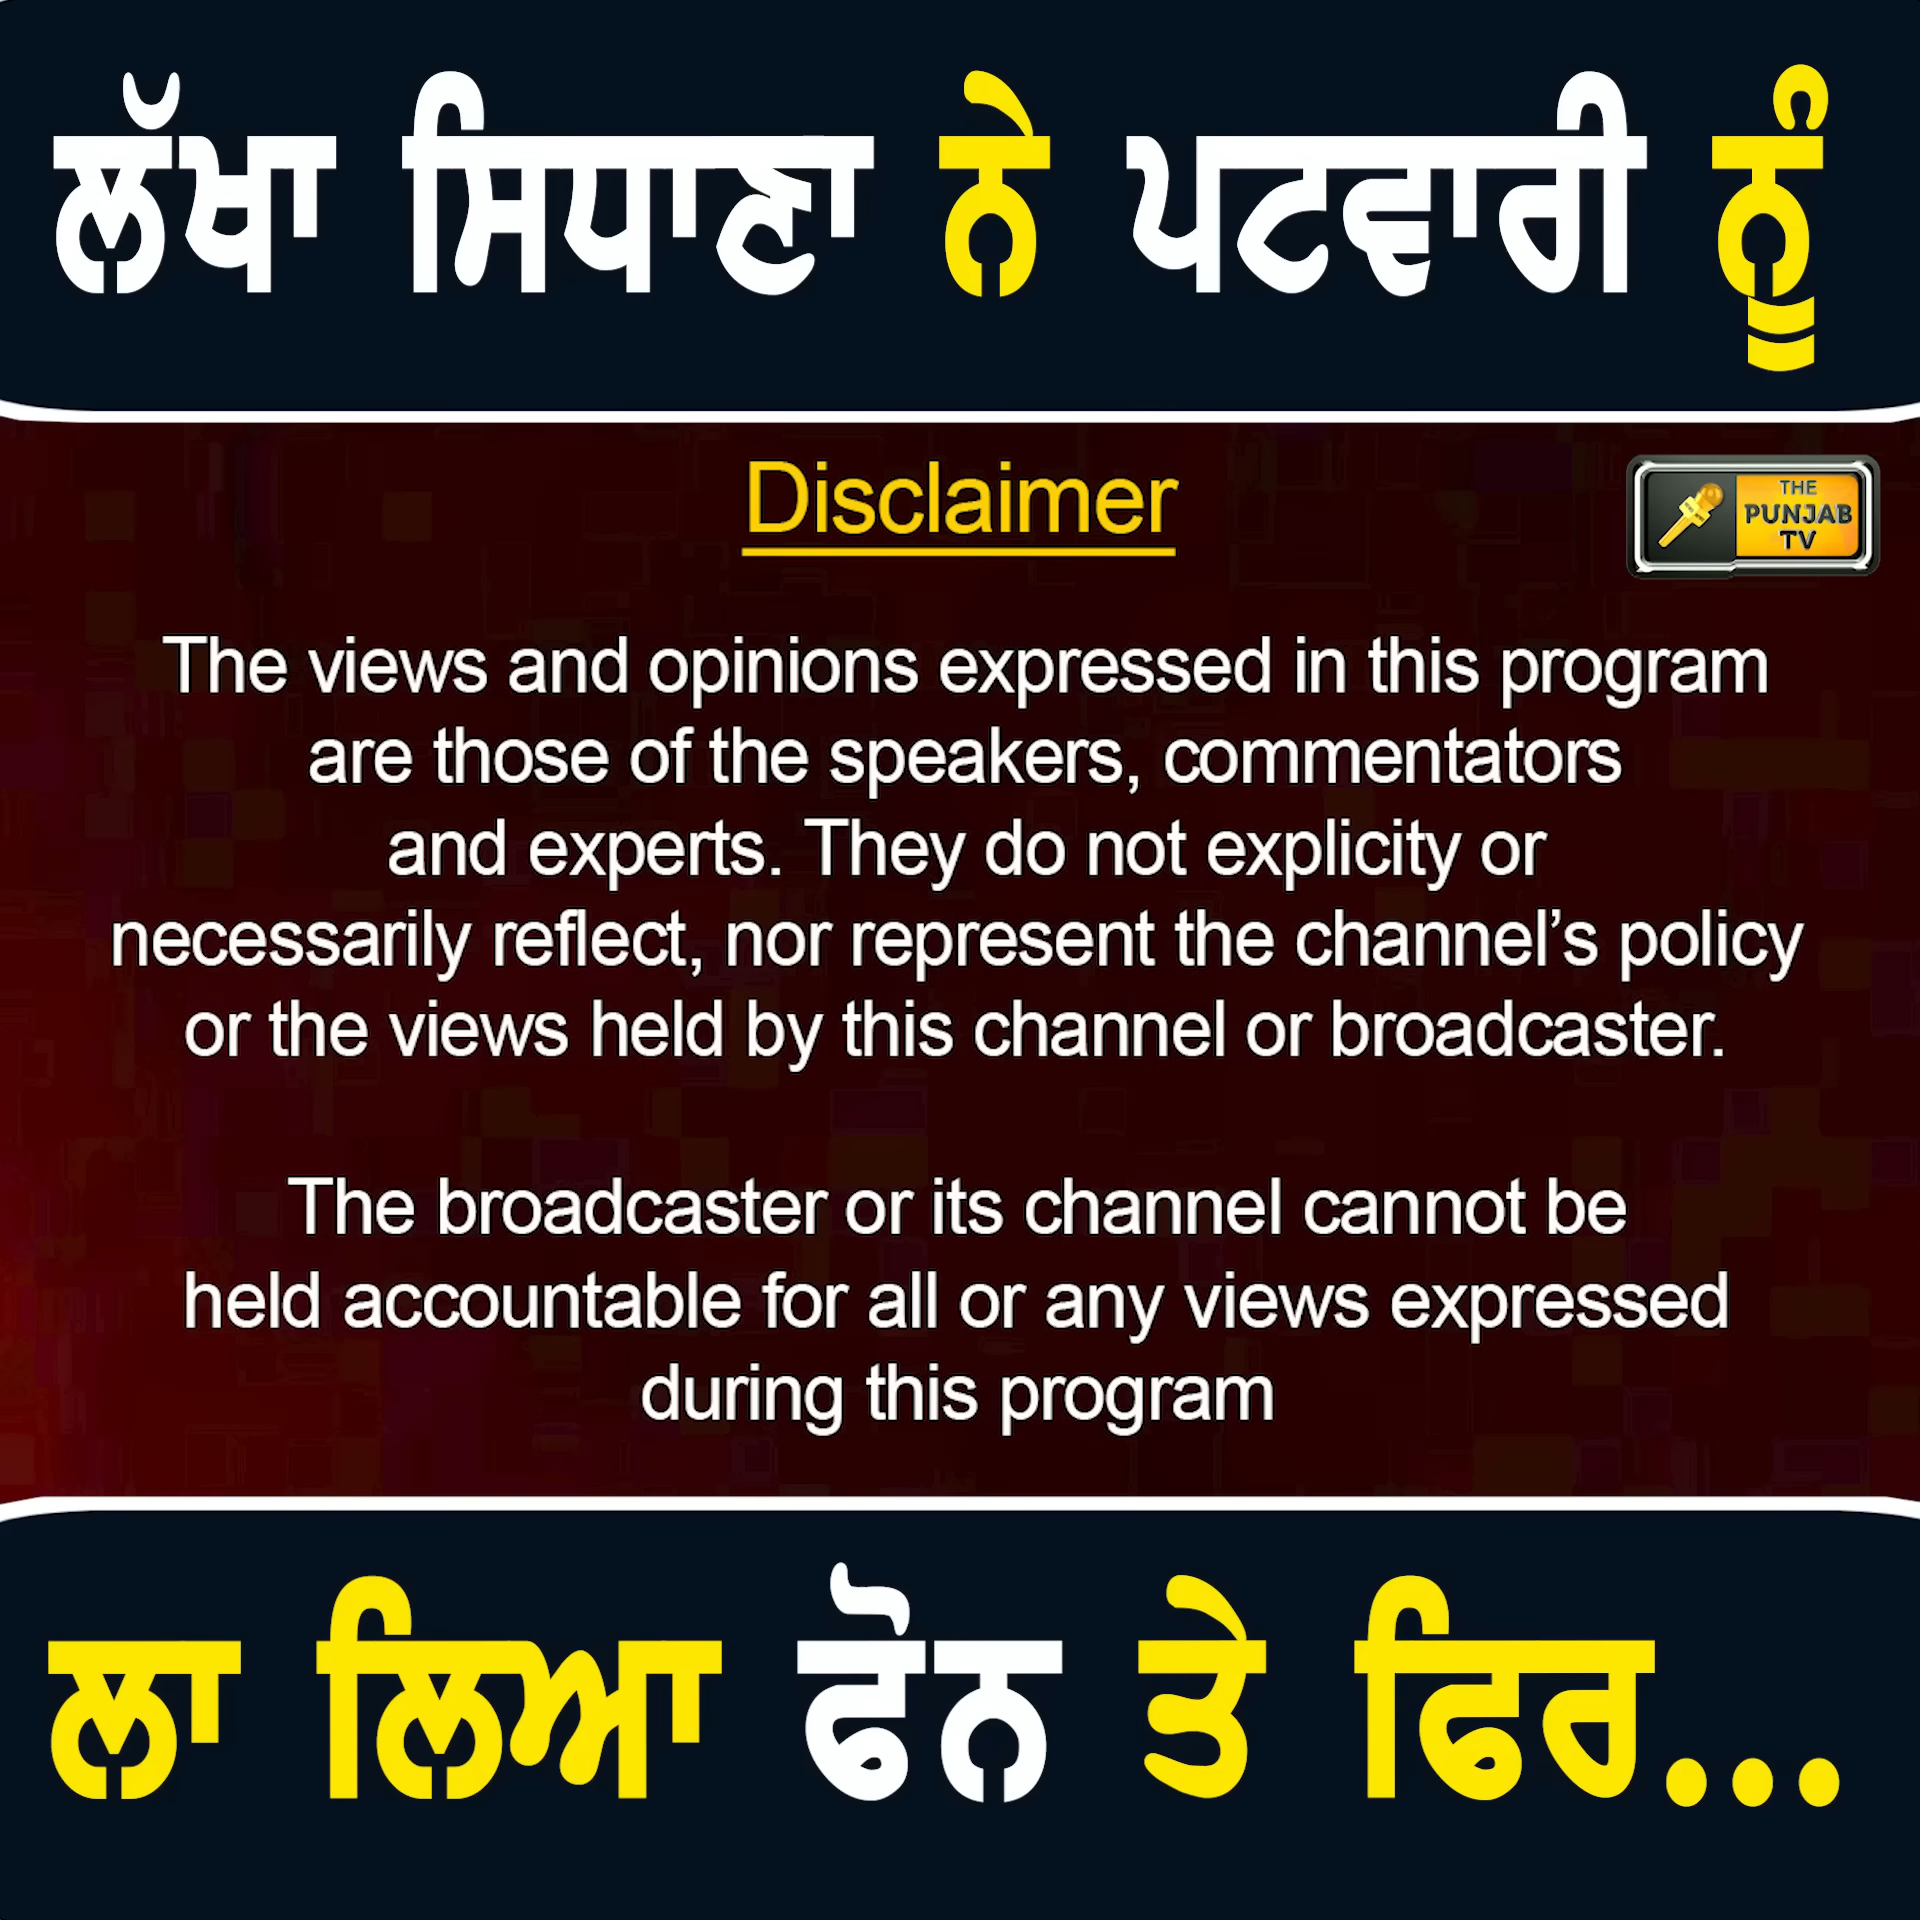 ਲੱਖਾ ਸਿਧਾਣਾ ਨੇ ਪਟਵਾਰੀ ਨੂੰ
Disclaimer
THE
PUNJAB
TV
The views and opinions expressed in this program
are those of the speakers, commentators
and experts. They do not explicity or
necessarily reflect, nor represent the channel’s policy
or the views held by this channel or broadcaster.
The broadcaster or its channel cannot be
held accountable for all or any views expressed
during this program
ਲਾ ਲਿਆ ਫੋਨ ਤੇ ਫਿਰ...